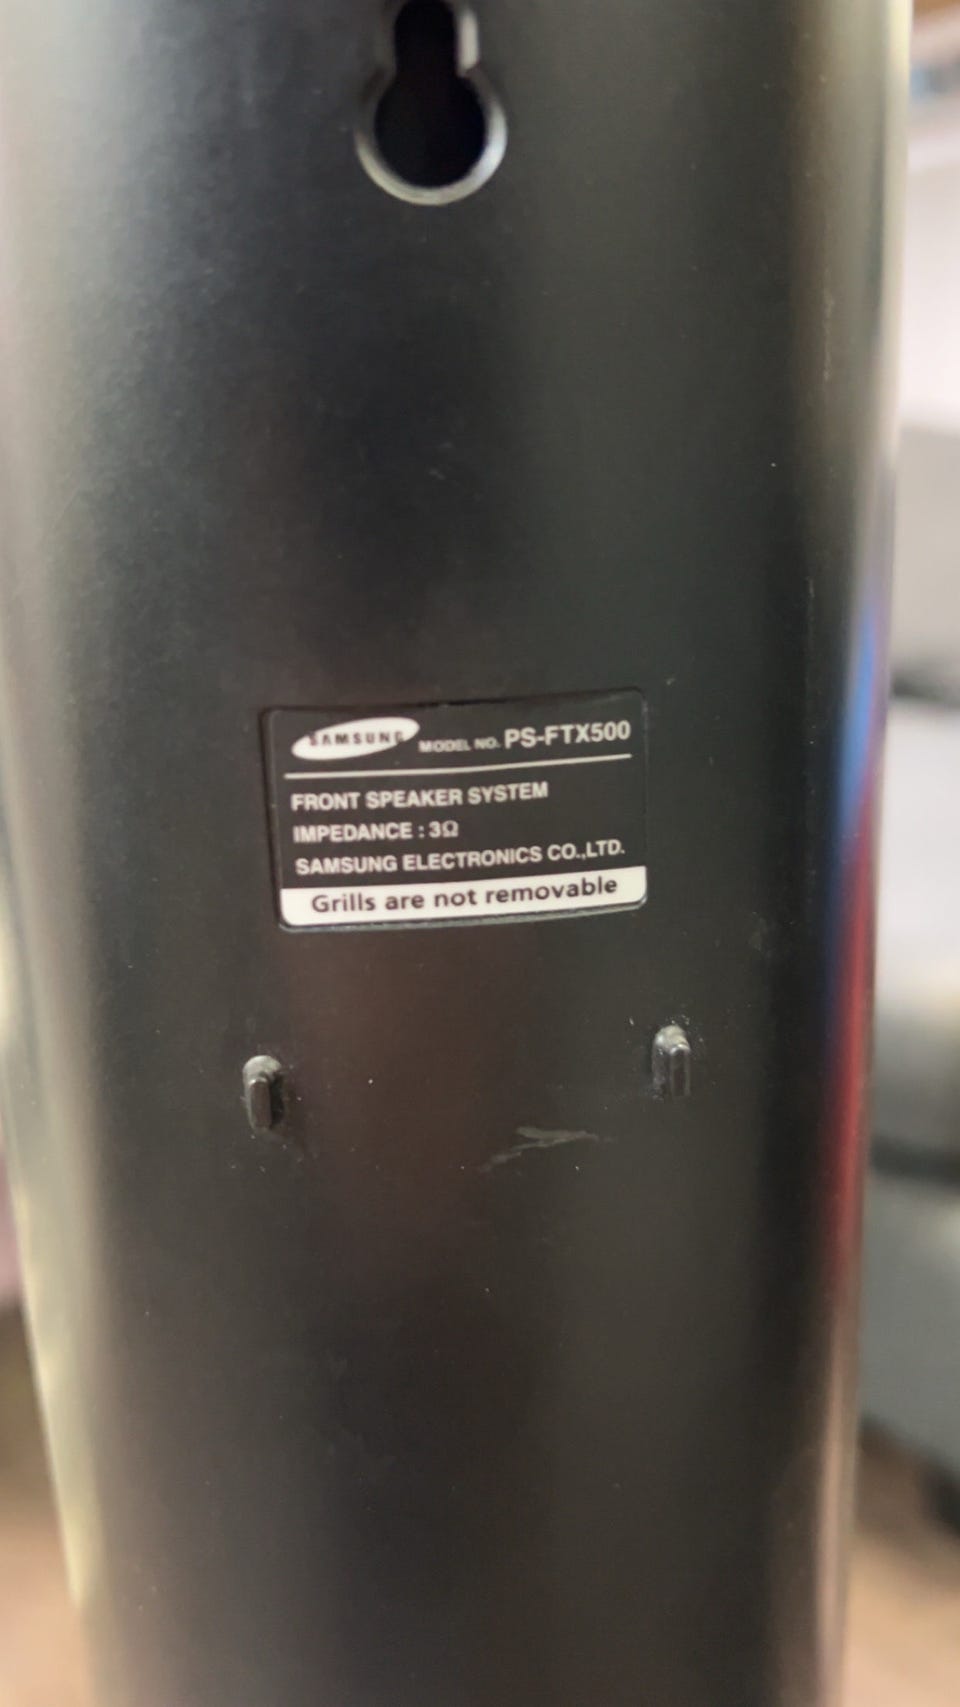 SAMSUNG MODEL NO. PS-FTX500
FRONT SPEAKER SYSTEM
IMPEDANCE : 3Ω
SAMSUNG ELECTRONICS CO.,LTD.
Grills are not removable